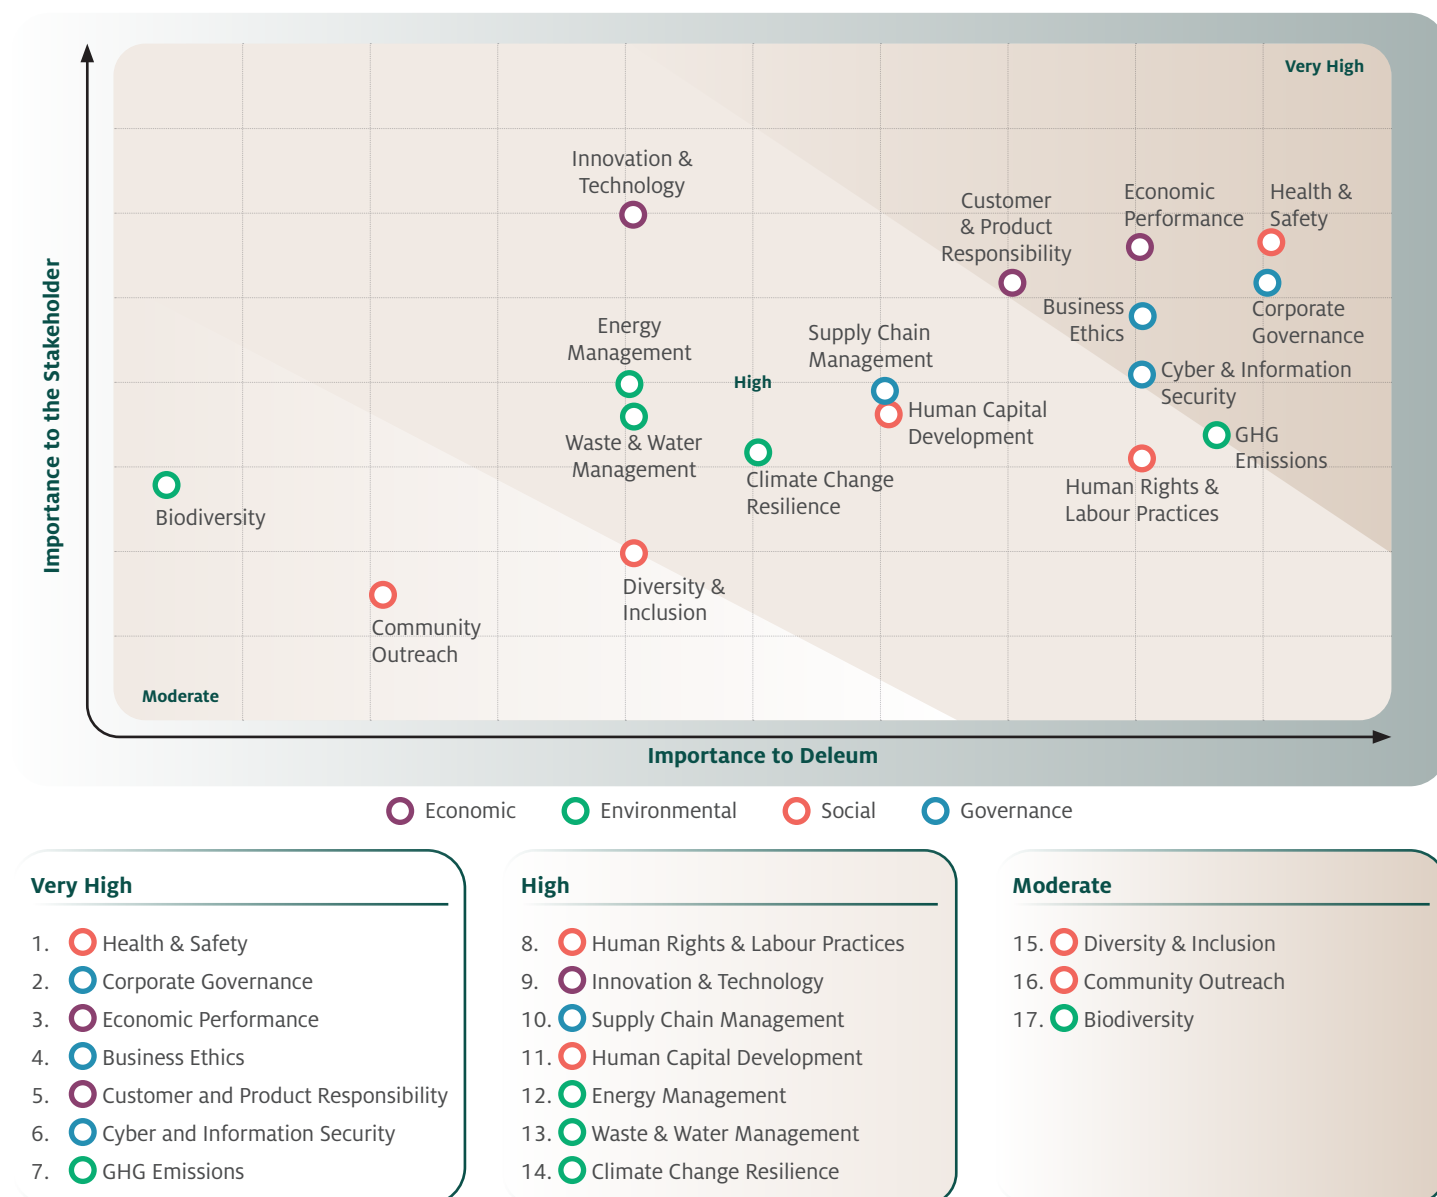 Very High
Innovation &
Technology
Customer
& Product
Responsibility
Economic
Performance
Health &
Safety
Business
Ethics
Corporate
Governance
Energy
Management
Supply Chain
Management
High
Cyber & Information
Security
Human Capital
Development
Waste & Water
Management
GHG
Emissions
Climate Change
Resilience
Human Rights &
Labour Practices
Biodiversity
Diversity &
Inclusion
Community
Outreach
Moderate
Importance to the Stakeholder
Importance to Deleum
Economic
Environmental
Social
Governance
Very High
1. Health & Safety
2. Corporate Governance
3. Economic Performance
4. Business Ethics
5. Customer and Product Responsibility
6. Cyber and Information Security
7. GHG Emissions
High
8. Human Rights & Labour Practices
9. Innovation & Technology
10. Supply Chain Management
11. Human Capital Development
12. Energy Management
13. Waste & Water Management
14. Climate Change Resilience
Moderate
15. Diversity & Inclusion
16. Community Outreach
17. Biodiversity